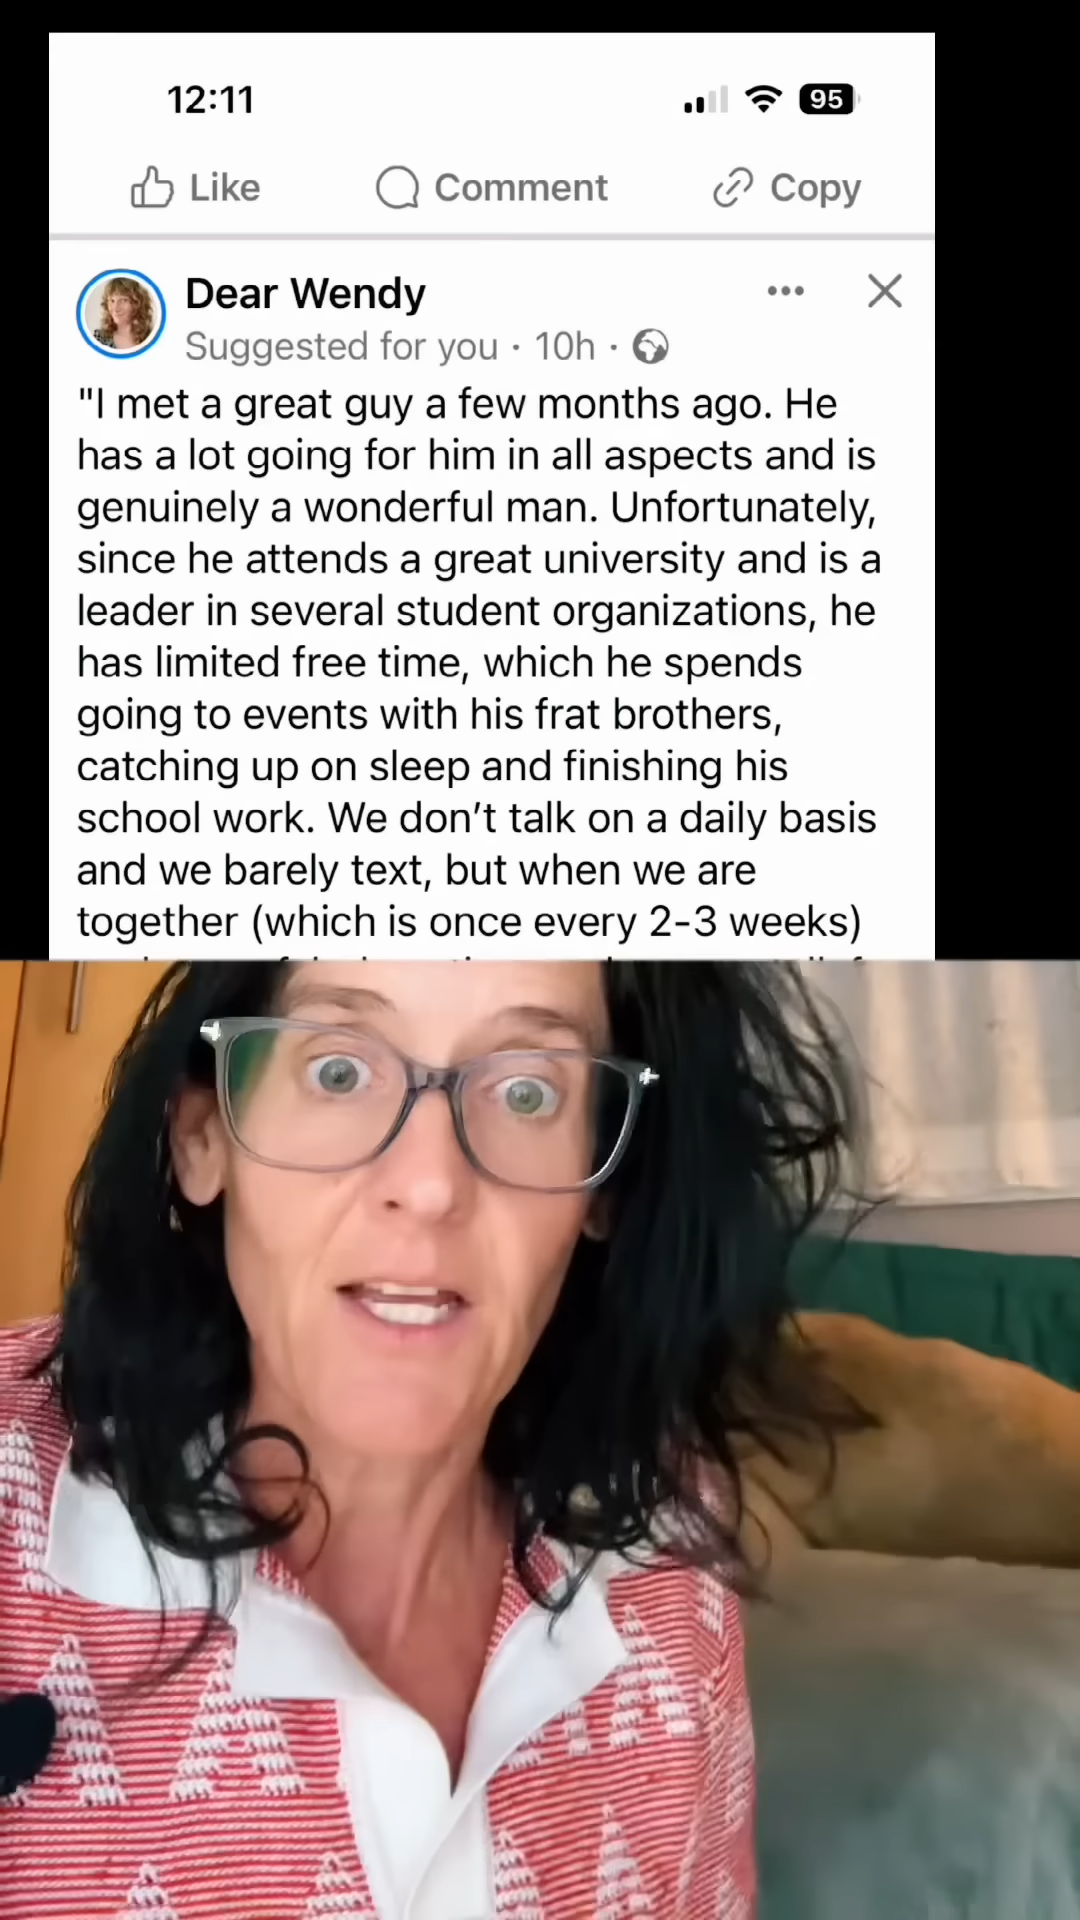 12:11
95
Like Comment Copy
Dear Wendy
Suggested for you · 10h ·
"I met a great guy a few months ago. He
has a lot going for him in all aspects and is
genuinely a wonderful man. Unfortunately,
since he attends a great university and is a
leader in several student organizations, he
has limited free time, which he spends
going to events with his frat brothers,
catching up on sleep and finishing his
school work. We don’t talk on a daily basis
and we barely text, but when we are
together (which is once every 2-3 weeks)